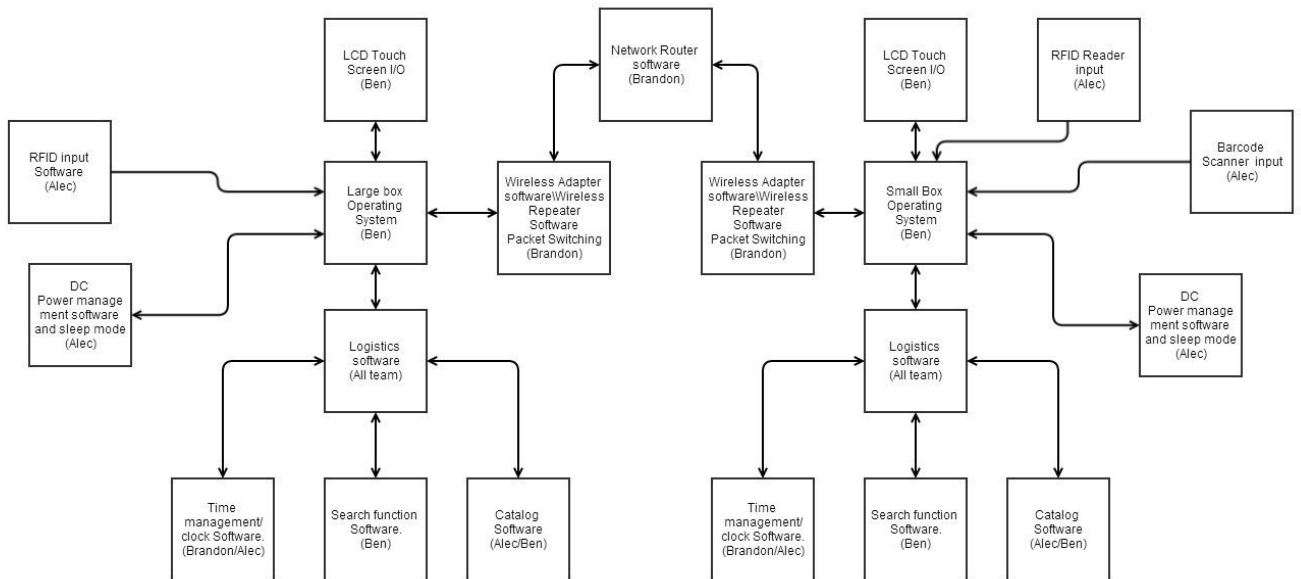 LCD Touch
Screen I/O
(Ben)
Network Router
software
(Brandon)
LCD Touch
Screen I/O
(Ben)
RFID Reader
input
(Alec)
RFID input
Software
(Alec)
Barcode
Scanner input
(Alec)
Large box
Operating
System
(Ben)
Wireless Adapter
software\Wireless
Repeater
Software
Packet Switching
(Brandon)
Wireless Adapter
software\Wireless
Repeater
Software
Packet Switching
(Brandon)
Small Box
Operating
System
(Ben)
DC
Power manage
ment software
and sleep mode
(Alec)
DC
Power manage
ment software
and sleep mode
(Alec)
Logistics
software
(All team)
Logistics
software
(All team)
Time
management/
clock Software.
(Brandon/Alec)
Search function
Software.
(Ben)
Catalog
Software
(Alec/Ben)
Time
management/
clock Software.
(Brandon/Alec)
Search function
Software.
(Ben)
Catalog
Software
(Alec/Ben)